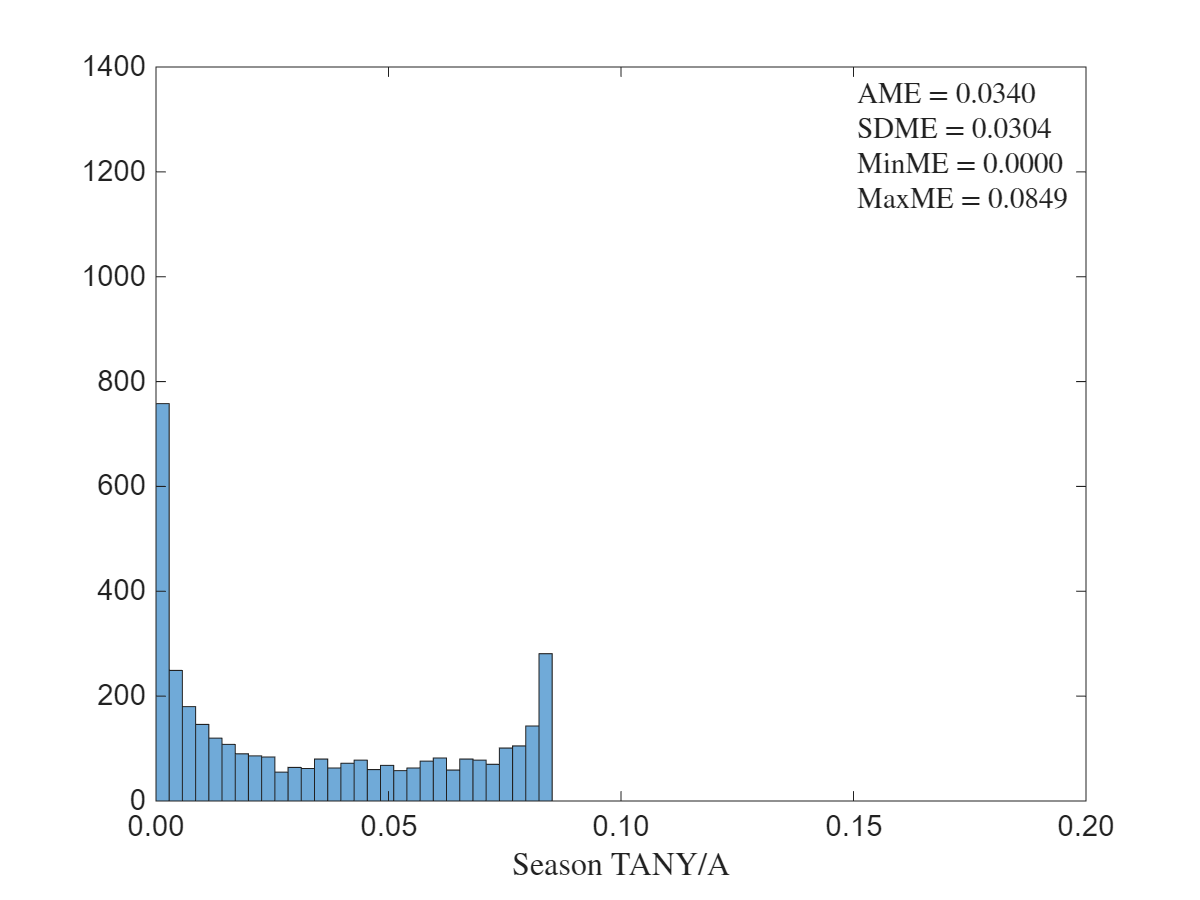 1400
1200
1000
800
600
400
200
0
0.00 0.05 0.10 0.15 0.20
Season TANY/A
AME = 0.0340
SDME = 0.0304
MinME = 0.0000
MaxME = 0.0849